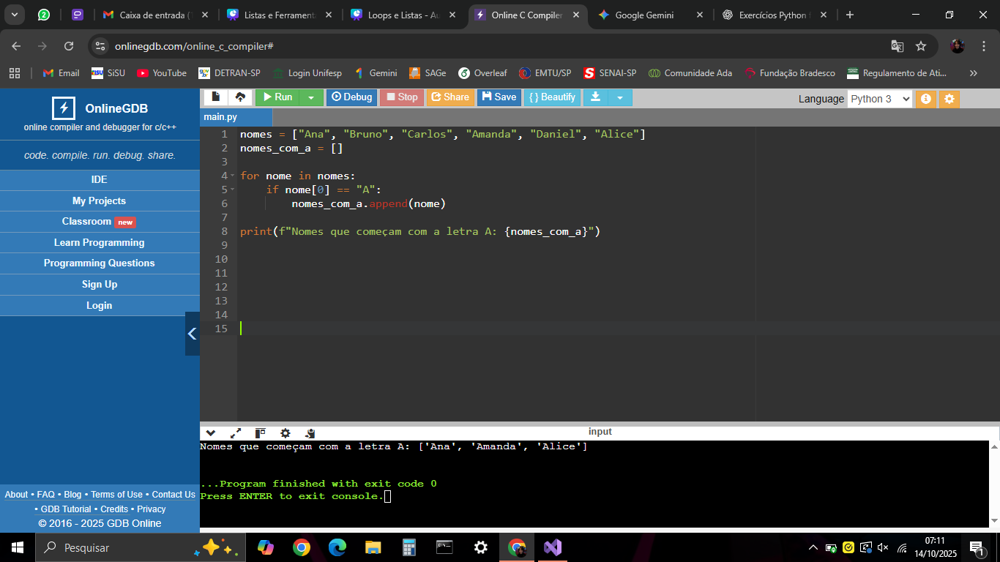 2
Caixa de entrada (
Listas e Ferrament
Loops e Listas - Au
Online C Compiler
Google Gemini
Exercícios Python f
onlinegdb.com/online_c_compiler#
Email
SiSU
YouTube
DETRAN-SP
Login Unifesp
Gemini
SAGe
Overleaf
EMTU/SP
SENAI-SP
Comunidade Ada
Fundação Bradesco
Regulamento de Ati...
OnlineGDB
online compiler and debugger for c/c++
code. compile. run. debug. share.
IDE
My Projects
Classroom new
Learn Programming
Programming Questions
Sign Up
Login
About • FAQ • Blog • Terms of Use • Contact Us
• GDB Tutorial • Credits • Privacy
© 2016 - 2025 GDB Online
Run
Debug
Stop
Share
Save
{ } Beautify
Language Python 3
main.py
1 nomes = ["Ana", "Bruno", "Carlos", "Amanda", "Daniel", "Alice"]
2 nomes_com_a = []
3
4 for nome in nomes:
5     if nome[0] == "A":
6         nomes_com_a.append(nome)
7
8 print(f"Nomes que começam com a letra A: {nomes_com_a}")
9
10
11
12
13
14
15
input
Nomes que começam com a letra A: ['Ana', 'Amanda', 'Alice']
...Program finished with exit code 0
Press ENTER to exit console.
Pesquisar
07:11
14/10/2025
1